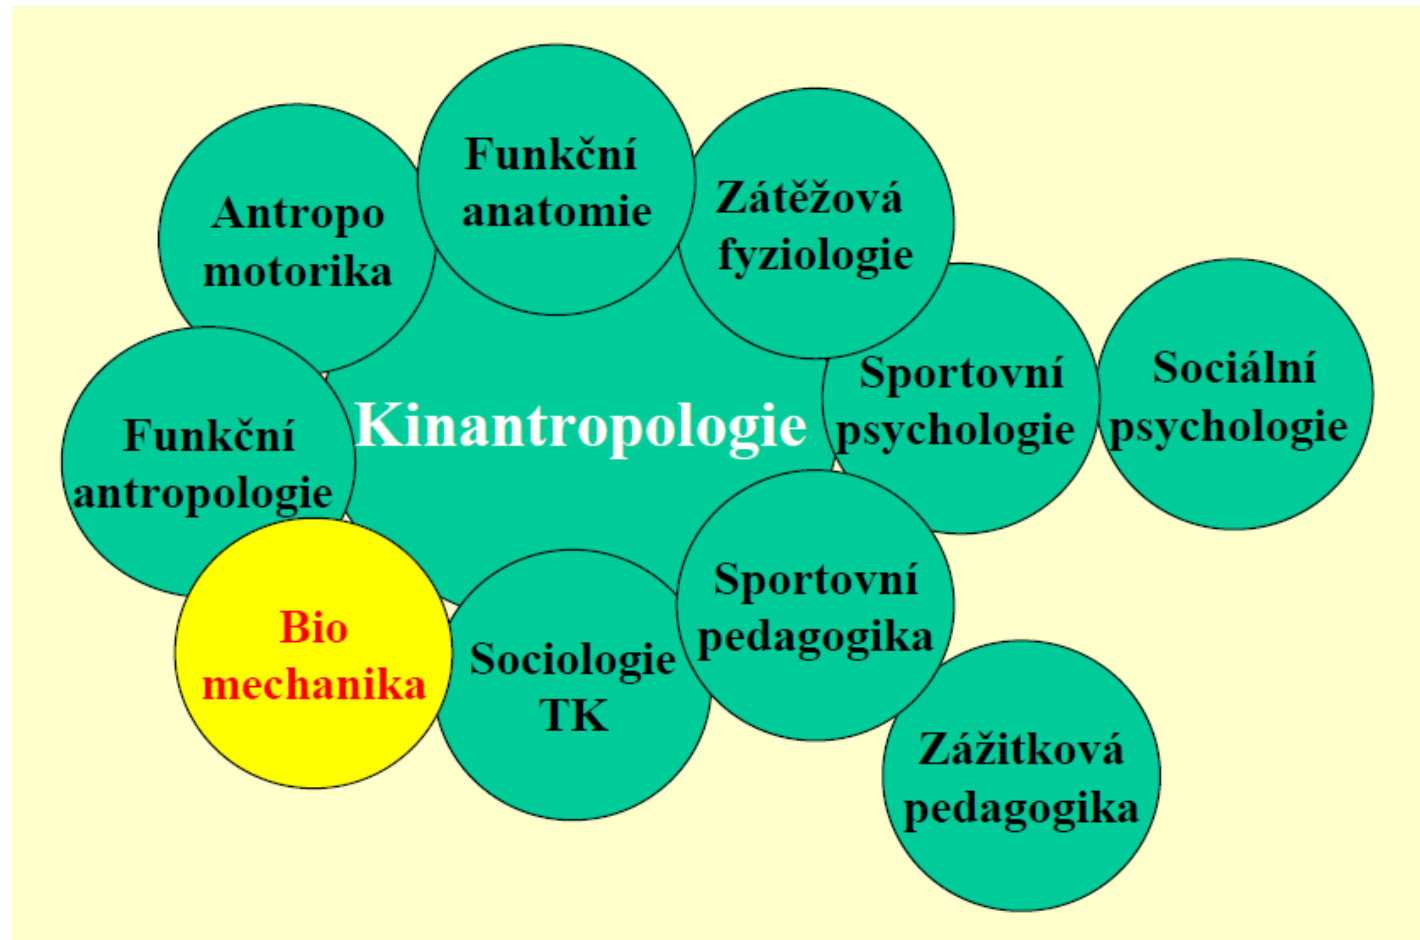 Funkční
anatomie
Antropo
motorika
Zátěžová
fyziologie
Sportovní
psychologie
Sociální
psychologie
Kinantropologie
Funkční
antropologie
Bio
mechanika
Sociologie
TK
Sportovní
pedagogika
Zážitková
pedagogika